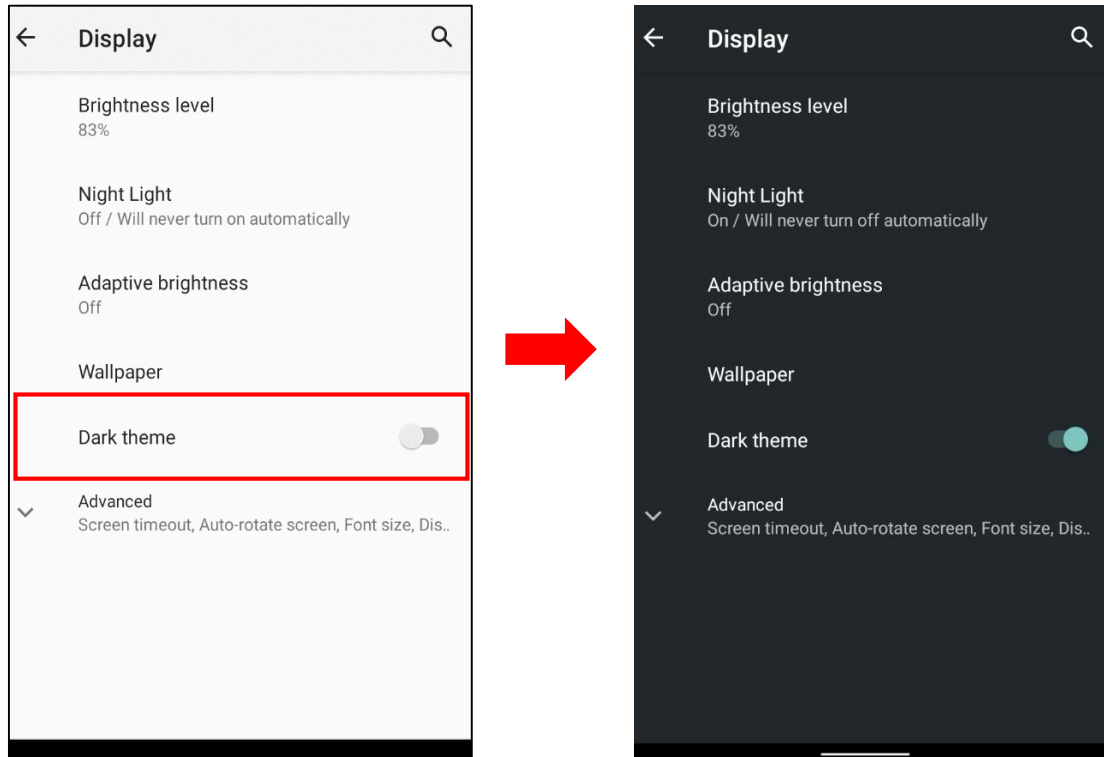 Display
Brightness level
83%
Night Light
Off / Will never turn on automatically
Adaptive brightness
Off
Wallpaper
Dark theme
Advanced
Screen timeout, Auto-rotate screen, Font size, Dis..
Display
Brightness level
83%
Night Light
On / Will never turn off automatically
Adaptive brightness
Off
Wallpaper
Dark theme
Advanced
Screen timeout, Auto-rotate screen, Font size, Dis..